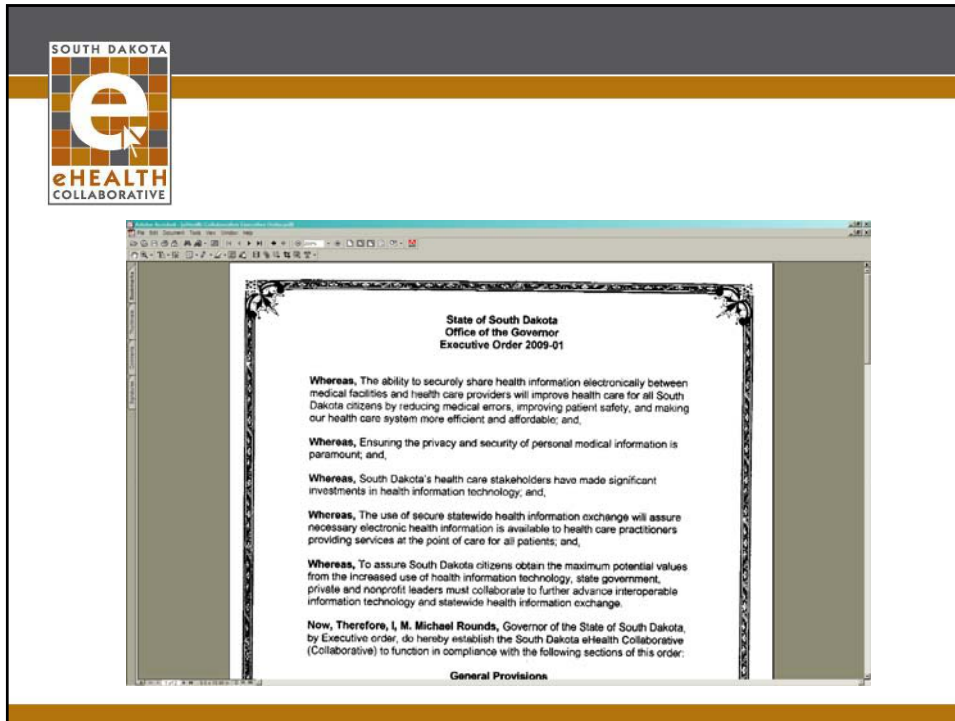 SOUTH DAKOTA
e
eHEALTH
COLLABORATIVE
File Edit Document Tools View Window Help
Bookmarks
State of South Dakota
Office of the Governor
Executive Order 2009-01
Whereas, The ability to securely share health information electronically between
medical facilities and health care providers will improve health care for all South
Dakota citizens by reducing medical errors, improving patient safety, and making
our health care system more efficient and affordable; and,
Whereas, Ensuring the privacy and security of personal medical information is
paramount; and,
Whereas, South Dakota's health care stakeholders have made significant
investments in health information technology; and,
Whereas, The use of secure statewide health information exchange will assure
necessary electronic health information is available to health care practitioners
providing services at the point of care for all patients; and,
Whereas, To assure South Dakota citizens obtain the maximum potential values
from the increased use of health information technology, state government,
private and nonprofit leaders must collaborate to further advance interoperable
information technology and statewide health information exchange.
Now, Therefore, I, M. Michael Rounds, Governor of the State of South Dakota,
by Executive order, do hereby establish the South Dakota eHealth Collaborative
(Collaborative) to function in compliance with the following sections of this order:
General Provisions